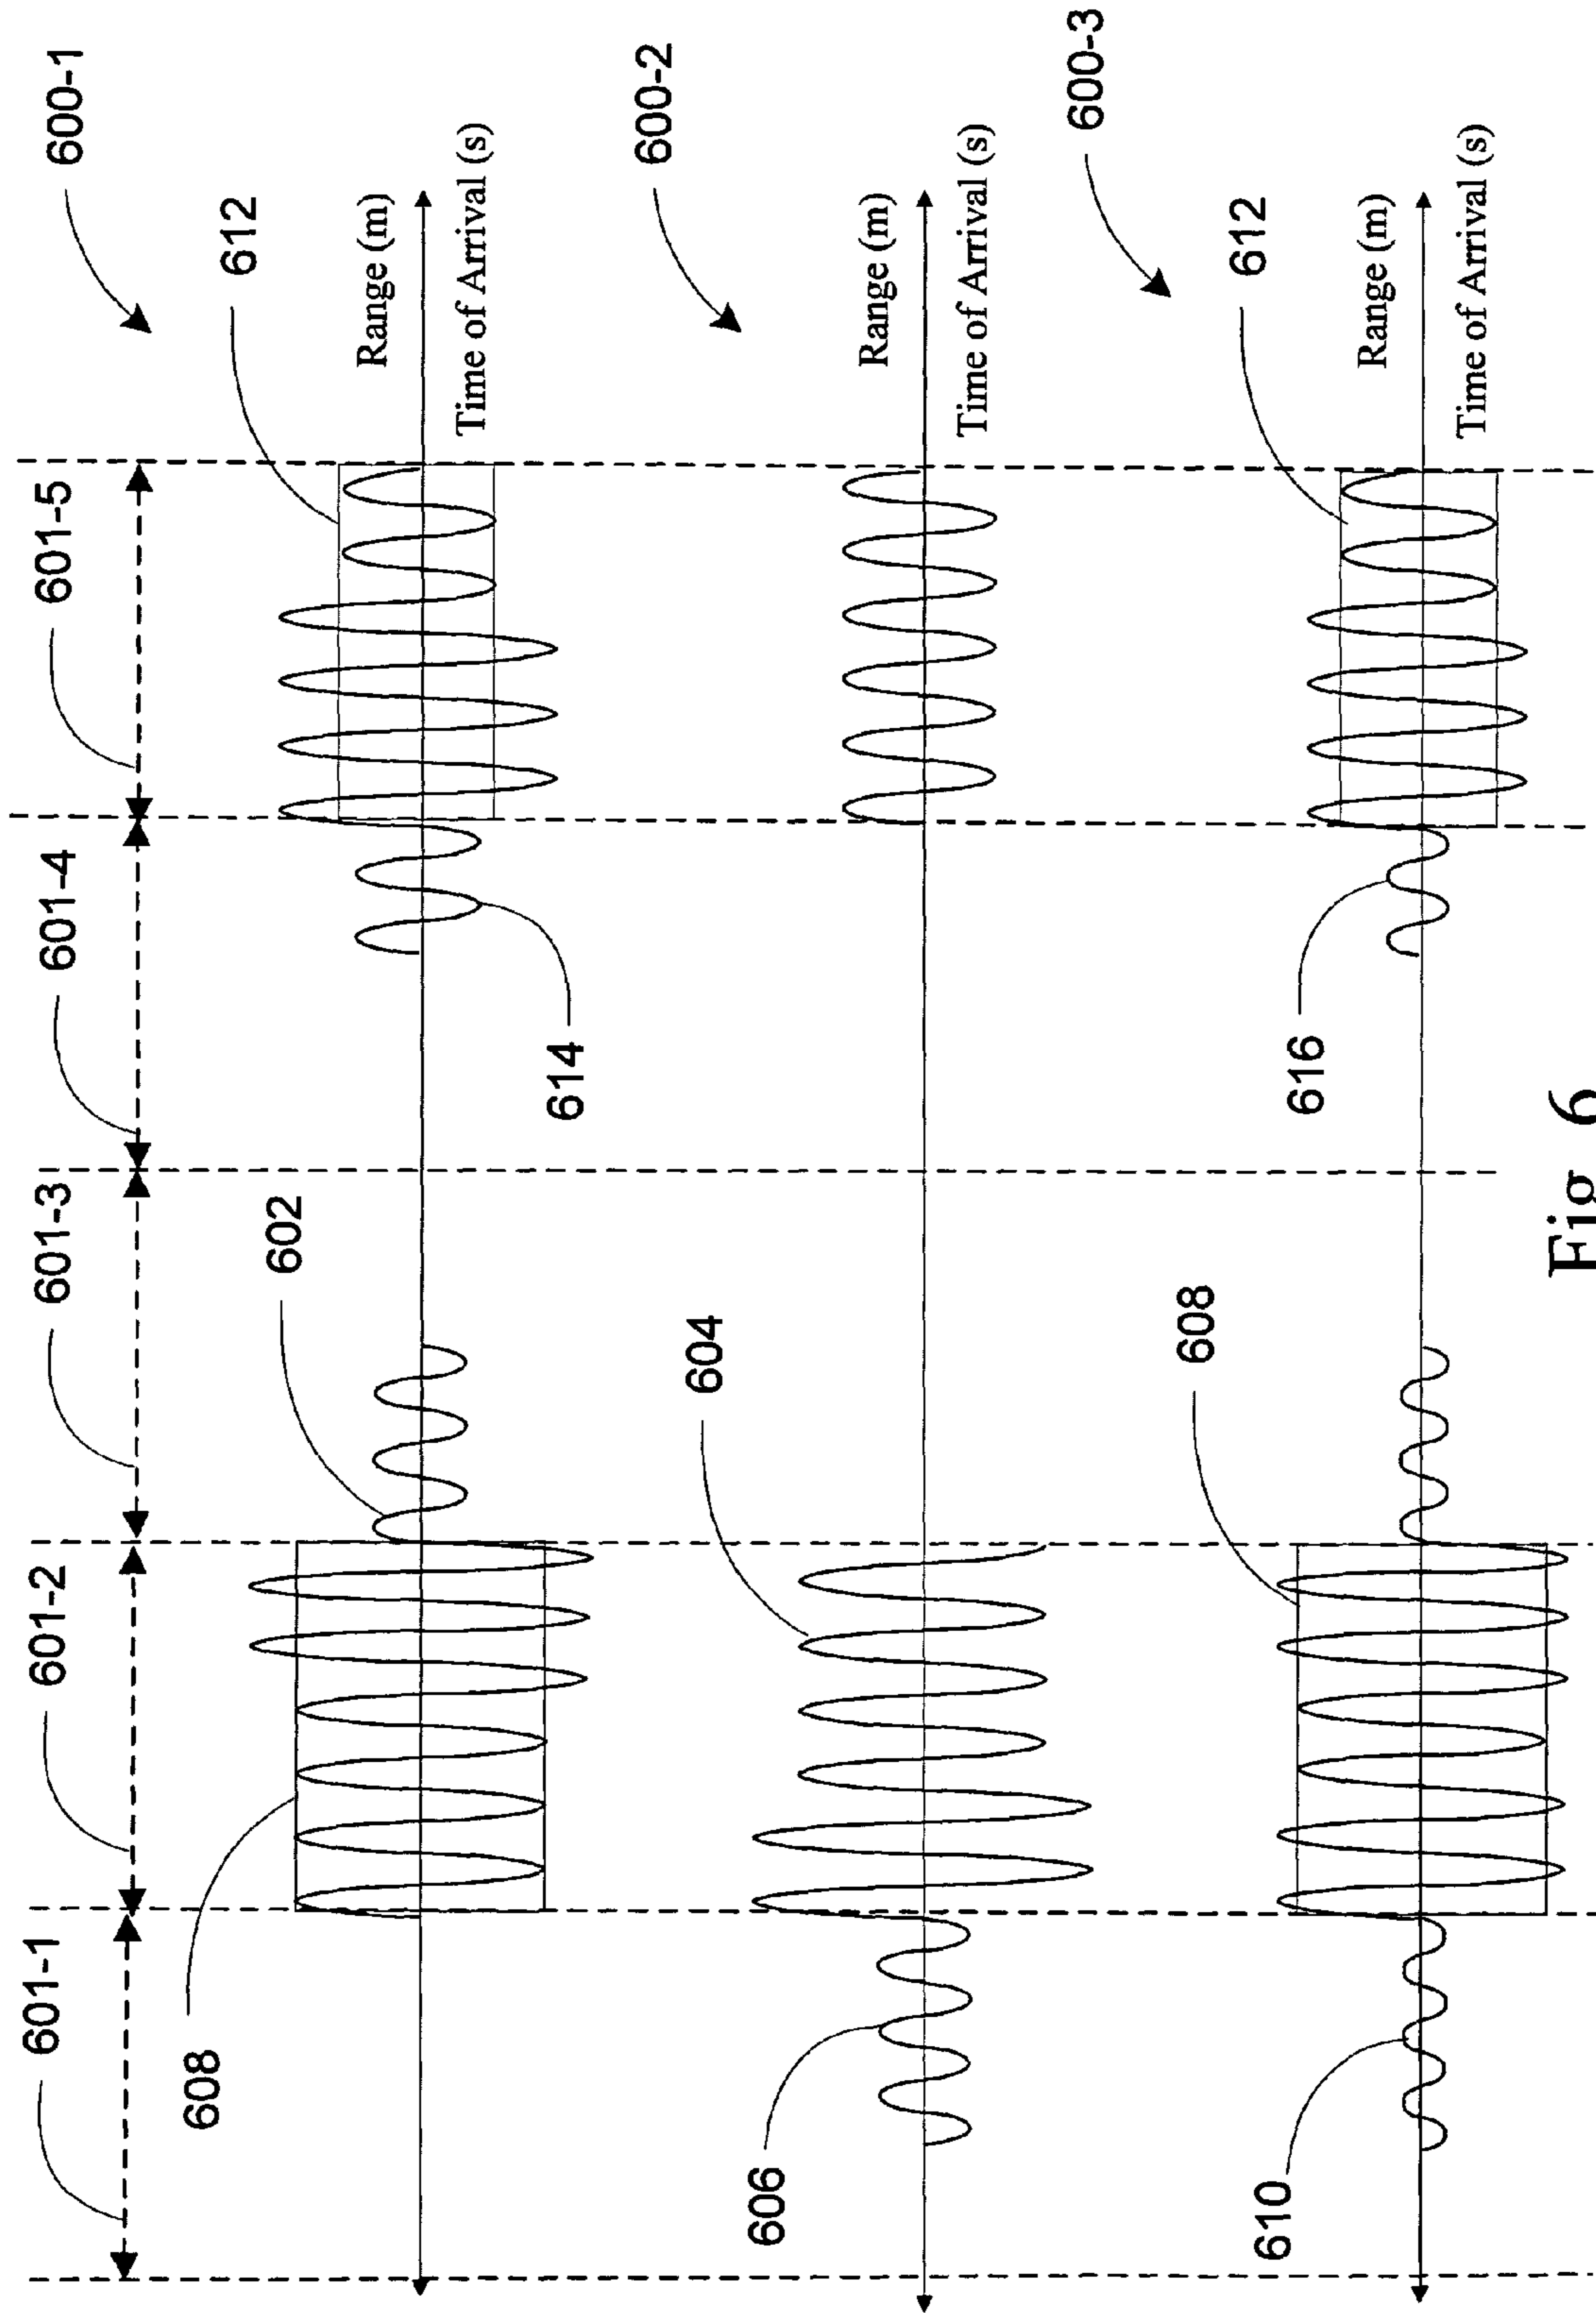 601-1
601-2
601-3
601-4
601-5
600-1
608
602
614
612
Range (m)
Time of Arrival (s)
600-2
606
604
Range (m)
Time of Arrival (s)
600-3
610
608
616
612
Range (m)
Time of Arrival (s)
Fig 6